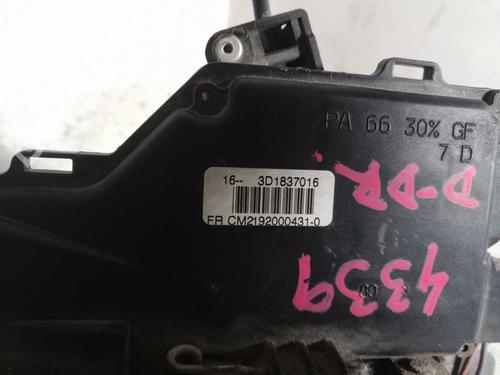 PA 66 30% GF
7 D
16-- 3D1837016
FR CM2192000431-0
D-DR
4339